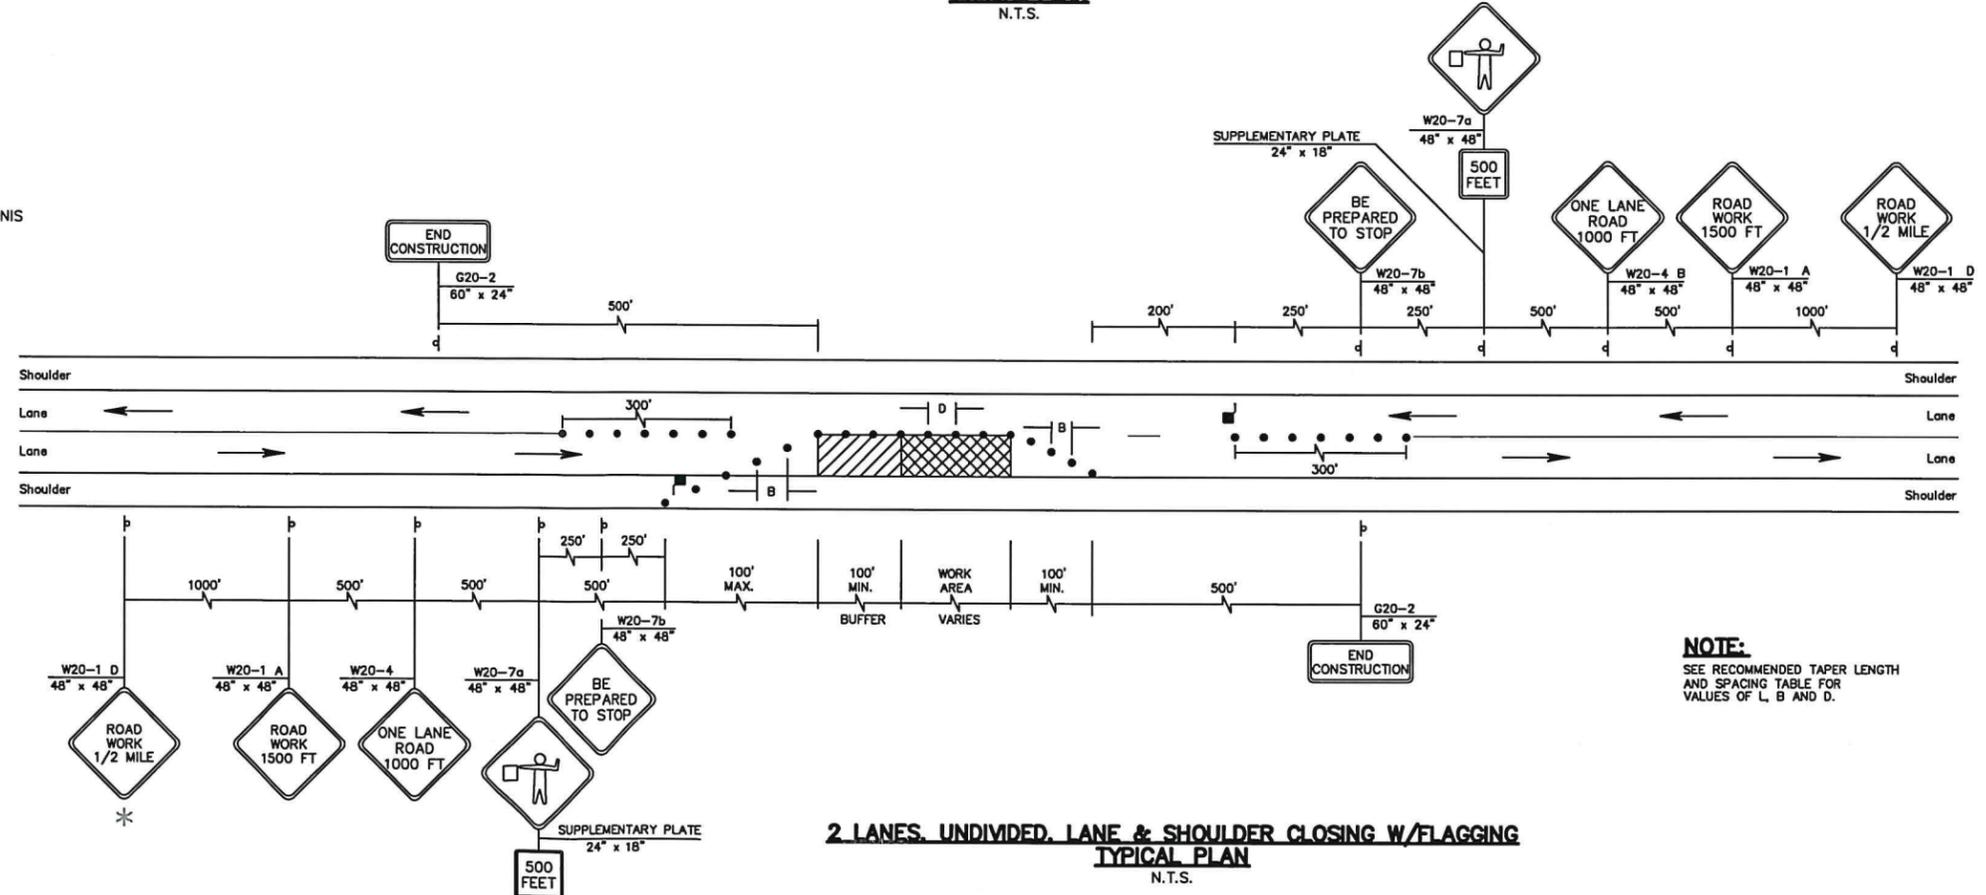 N.T.S.
W20-7a
48" x 48"
SUPPLEMENTARY PLATE
24" x 18"
500
FEET
BE
PREPARED
TO STOP
ONE LANE
ROAD
1000 FT
ROAD
WORK
1500 FT
ROAD
WORK
1/2 MILE
NIS
END
CONSTRUCTION
G20-2
60" x 24"
W20-7b
48" x 48"
W20-4 B
48" x 48"
W20-1 A
48" x 48"
W20-1 D
48" x 48"
500'
200'
250'
250'
500'
500'
1000'
Shoulder
Shoulder
Lane
300'
D
Lane
B
Lane
300'
Lane
Shoulder
B
Shoulder
250'
250'
1000'
500'
500'
500'
100'
MAX.
100'
MIN.
BUFFER
WORK
AREA
VARIES
100'
MIN.
500'
G20-2
60" x 24"
W20-7b
48" x 48"
END
CONSTRUCTION
W20-1 D
48" x 48"
W20-1 A
48" x 48"
W20-4
48" x 48"
W20-7a
48" x 48"
BE
PREPARED
TO STOP
ROAD
WORK
1/2 MILE
*
ROAD
WORK
1500 FT
ONE LANE
ROAD
1000 FT
SUPPLEMENTARY PLATE
24" x 18"
500
FEET
NOTE:
SEE RECOMMENDED TAPER LENGTH
AND SPACING TABLE FOR
VALUES OF L, B AND D.
2 LANES, UNDIVIDED, LANE & SHOULDER CLOSING W/FLAGGING
TYPICAL PLAN
N.T.S.